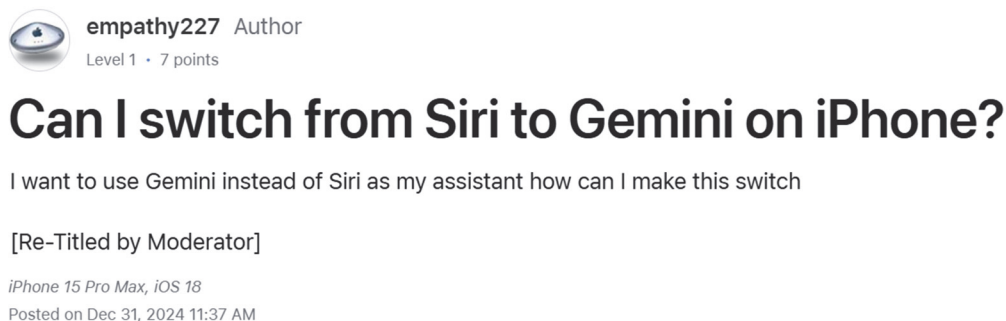 empathy227 Author
Level 1 • 7 points
Can I switch from Siri to Gemini on iPhone?
I want to use Gemini instead of Siri as my assistant how can I make this switch
[Re-Titled by Moderator]
iPhone 15 Pro Max, iOS 18
Posted on Dec 31, 2024 11:37 AM